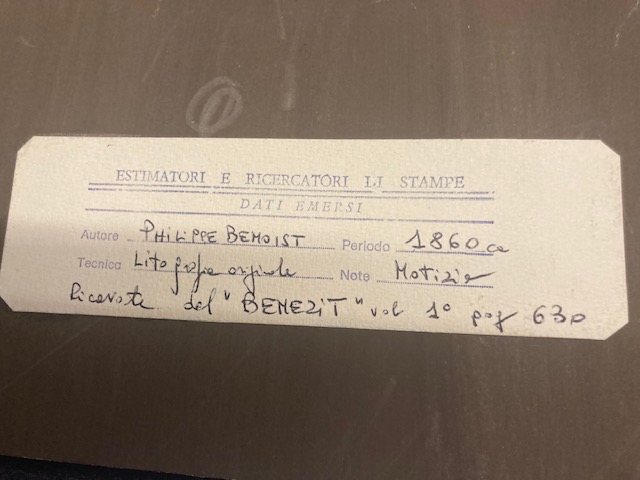 ESTIMATORI E RICERCATORI LI STAMPE
DATI EMERSI
Autore PHILIPPE BENOIST Periodo 1860 ca
Tecnica Litografia originale Note Notizie
Ricavate dal "BENEZIT" vol 1° pag 630